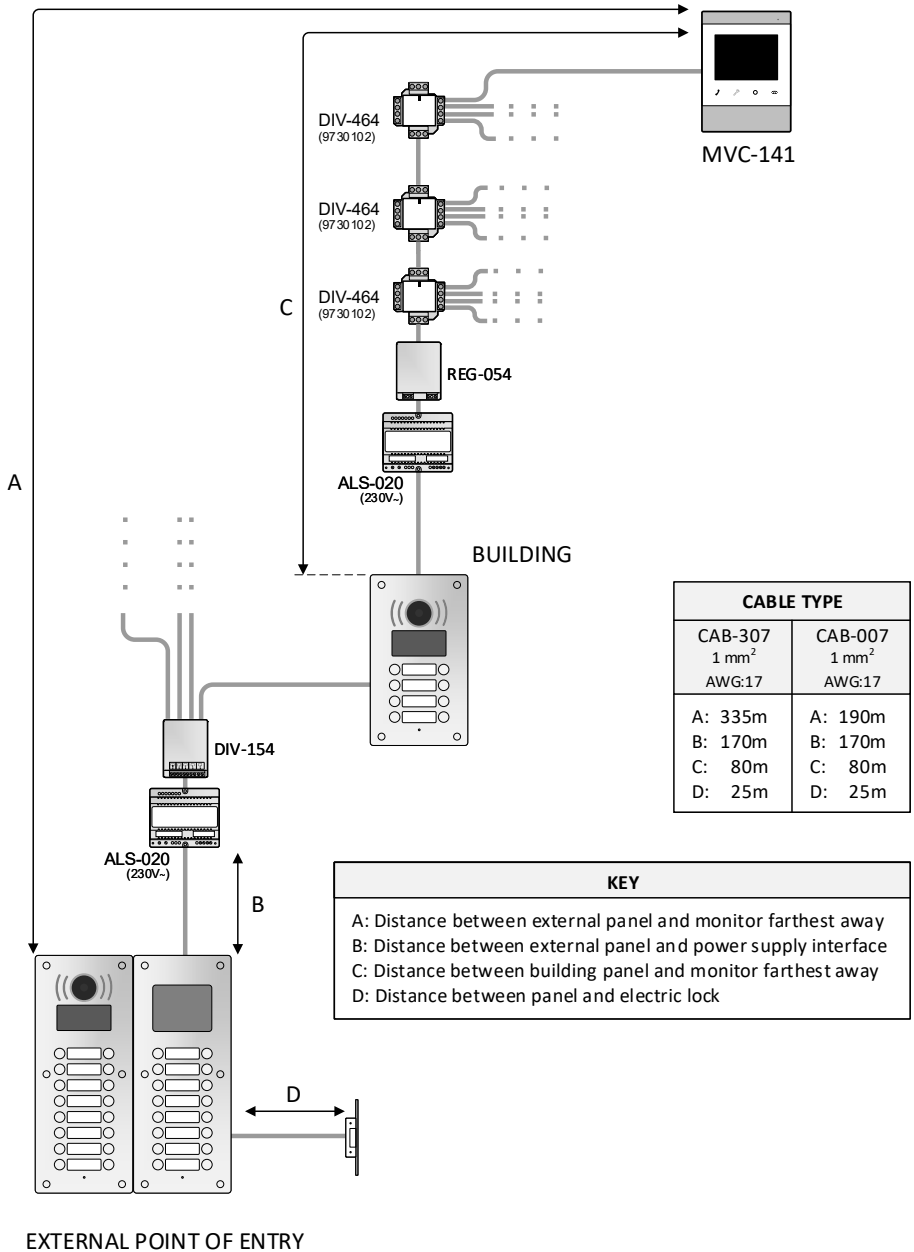 MVC-141
DIV-464
(9730102)
DIV-464
(9730102)
DIV-464
(9730102)
C
REG-054
A
ALS-020
(230V~)
BUILDING
DIV-154
ALS-020
(230V~)
B
D
CABLE TYPE
CAB-307 CAB-007
1 mm² 1 mm²
AWG:17 AWG:17
A: 335m A: 190m
B: 170m B: 170m
C: 80m C: 80m
D: 25m D: 25m
KEY
A: Distance between external panel and monitor farthest away
B: Distance between external panel and power supply interface
C: Distance between building panel and monitor farthest away
D: Distance between panel and electric lock
EXTERNAL POINT OF ENTRY